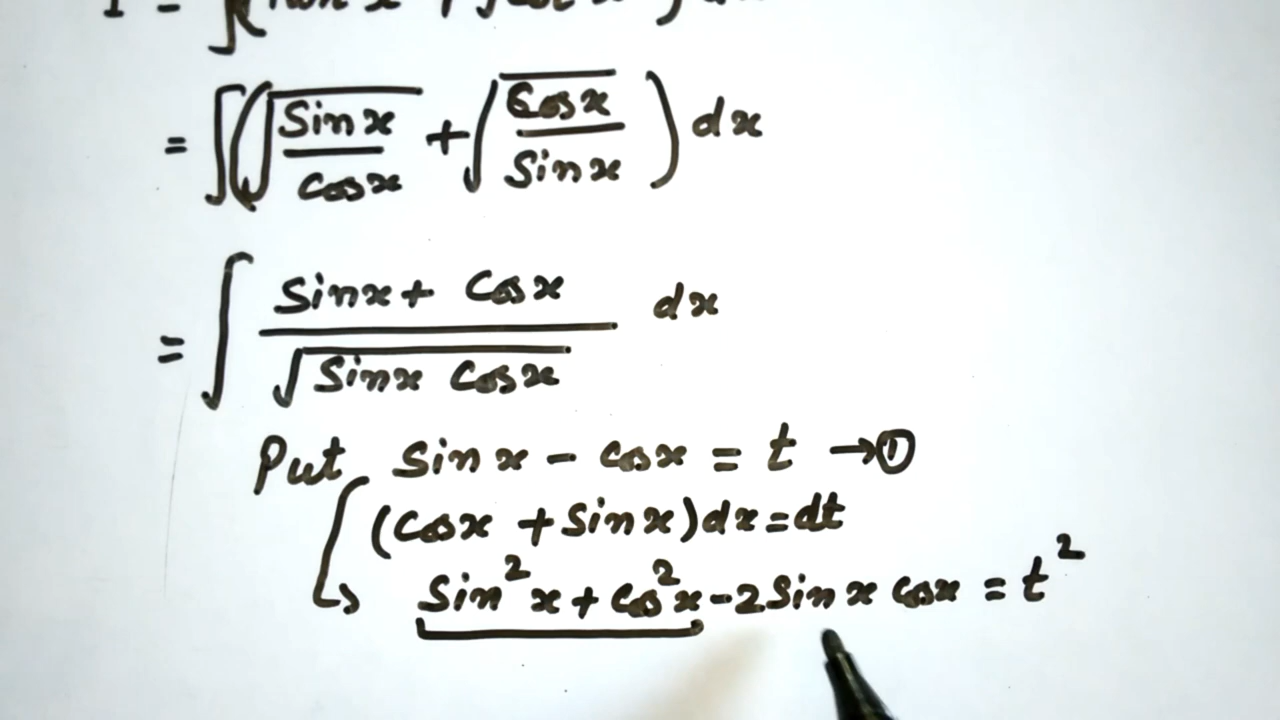 = ∫(√(Sinx/Cosx) + √(Cosx/Sinx)) dx
= ∫ (Sinx + Cosx)/√(Sinx Cosx) dx
Put Sinx - Cosx = t → ①
(Cosx + Sinx)dx = dt
Sin²x + Cos²x - 2Sinx Cosx = t²